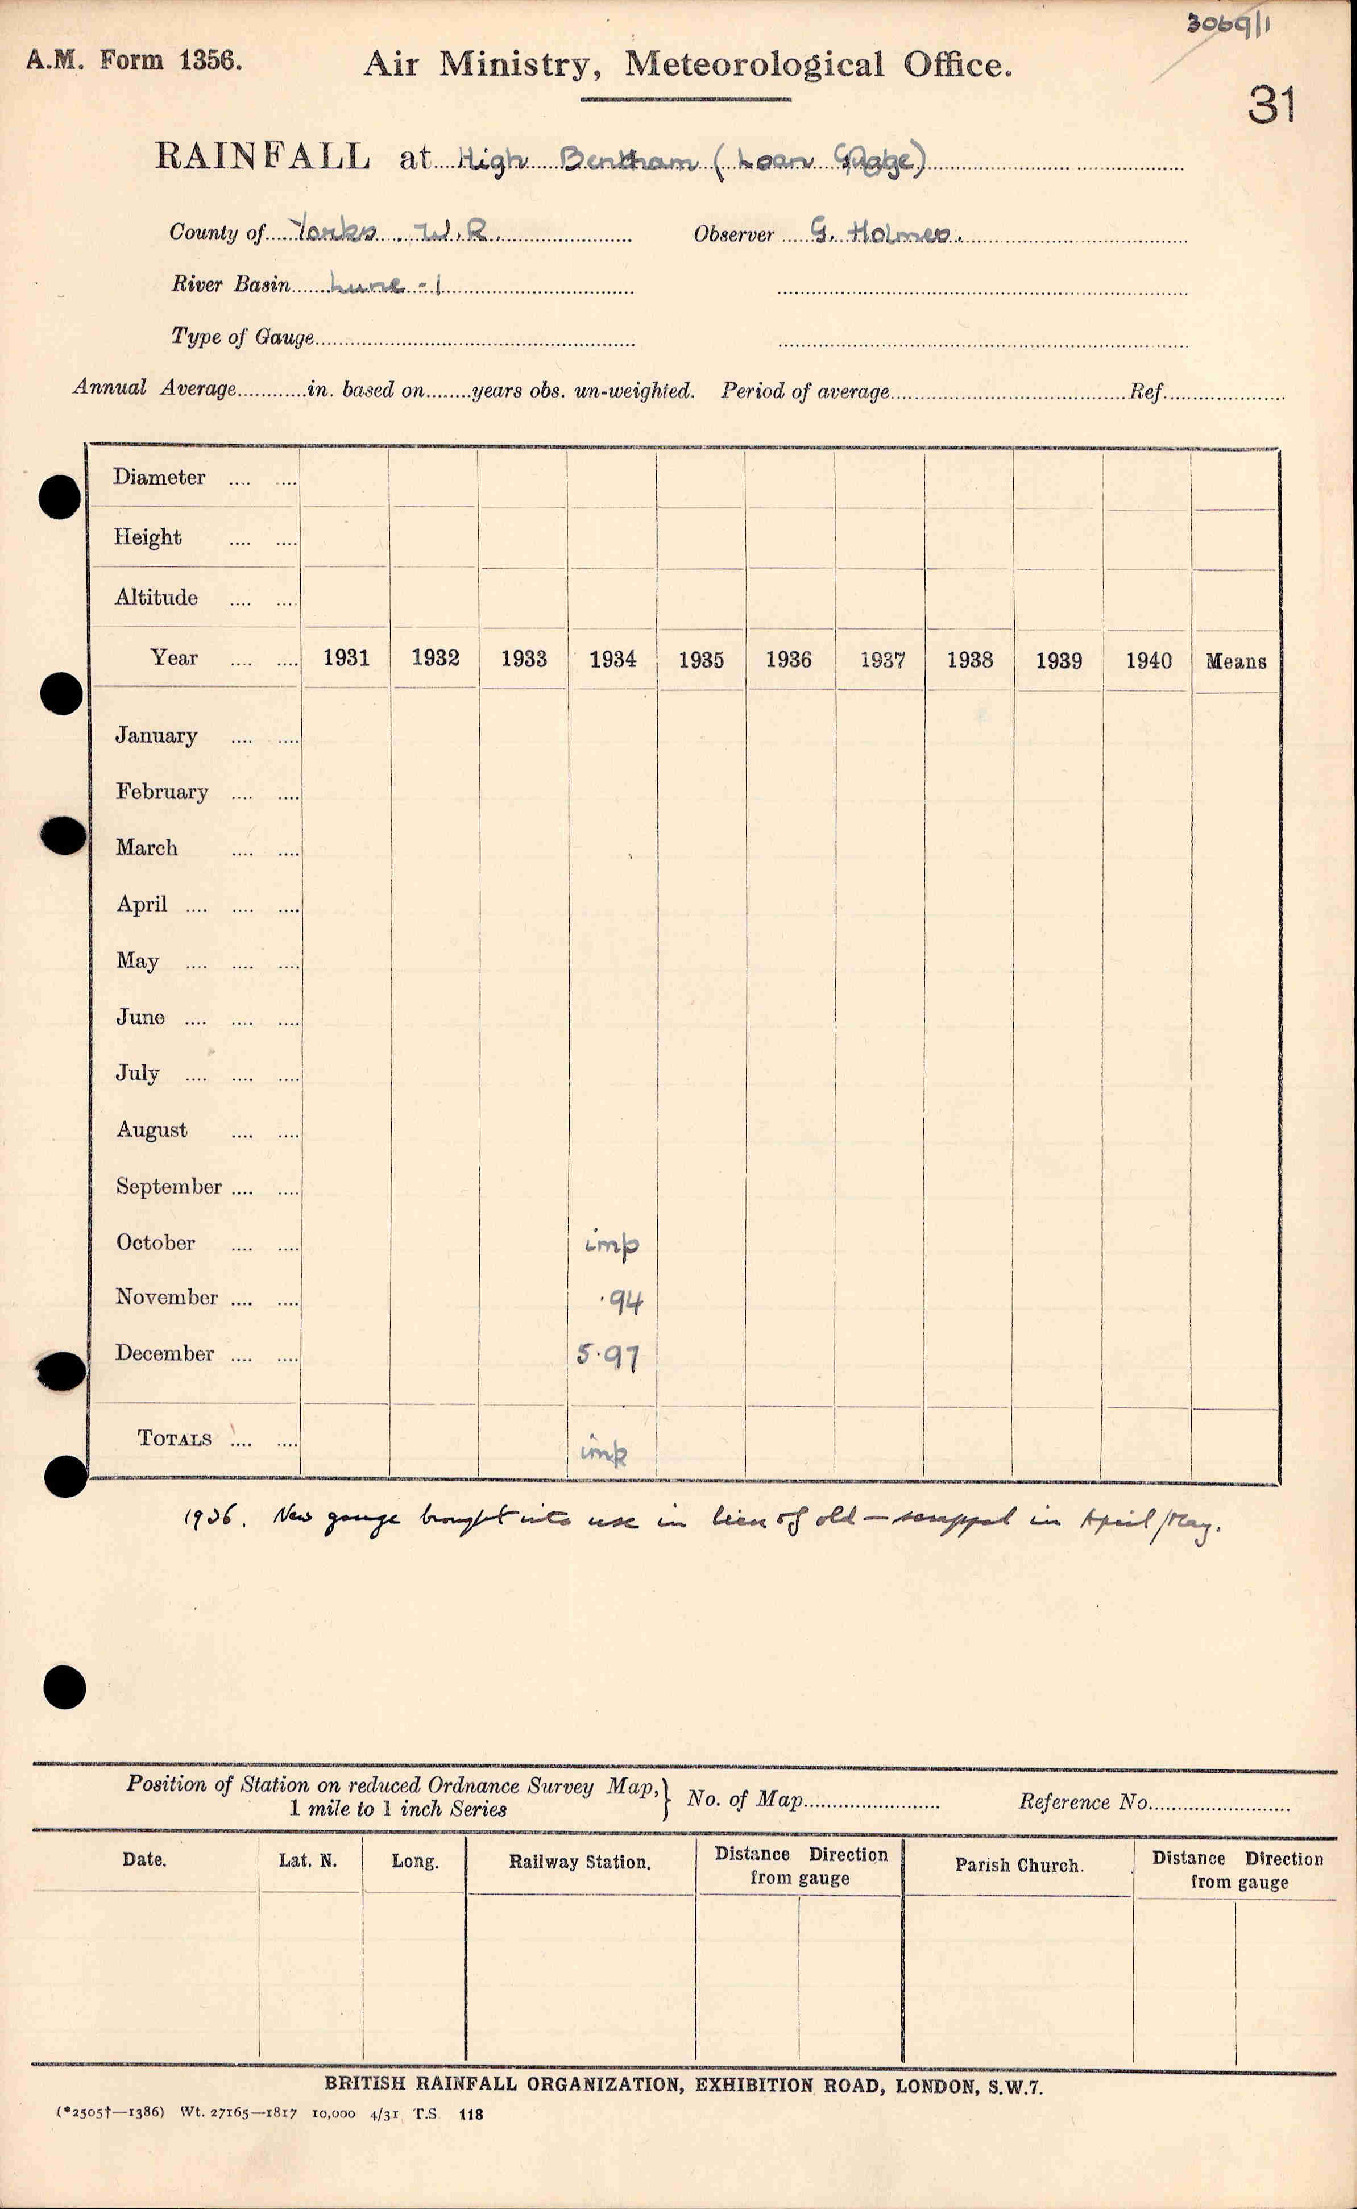 3069/1
A.M. Form 1356. Air Ministry, Meteorological Office.
31
RAINFALL at High Bentham (Loan Gauge)
County of Yorks. W.R. Observer G. Holmes.
River Basin Lune - 1
Type of Gauge
Annual Average in. based on years obs. un-weighted. Period of average Ref.
Diameter
Height
Altitude
Year 1931 1932 1933 1934 1935 1936 1937 1938 1939 1940 Means
January
February
March
April
May
June
July
August
September
October imp
November .94
December 5.97
TOTALS imp
1936. New gauge brought into use in lieu of old — scrapped in April/May.
Position of Station on reduced Ordnance Survey Map, } No. of Map Reference No.
1 mile to 1 inch Series
Date. Lat. N. Long. Railway Station. Distance Direction from gauge Parish Church. Distance Direction from gauge
BRITISH RAINFALL ORGANIZATION, EXHIBITION ROAD, LONDON, S.W.7.
(*2505†—1386) Wt. 27165—1817 10,000 4/31 T.S. 118